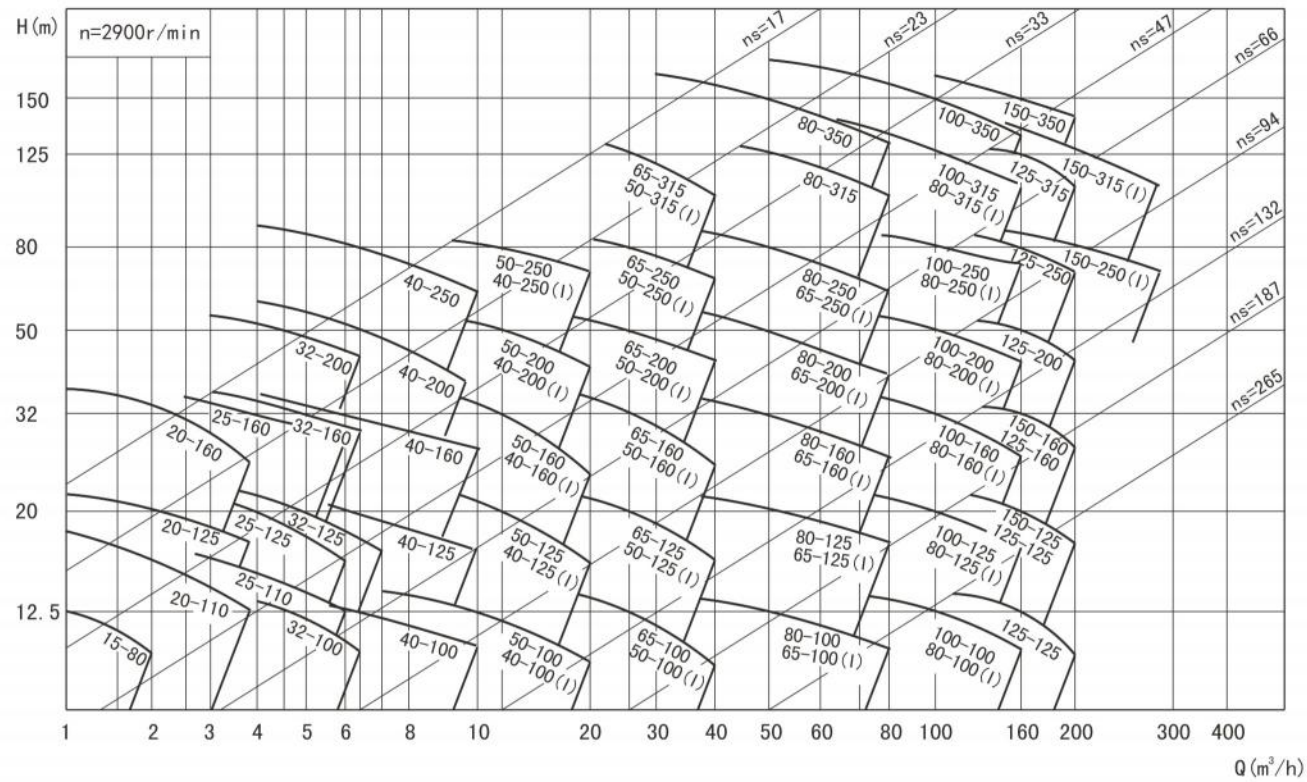 H(m)
n=2900r/min
ns=17
ns=23
ns=33
ns=47
ns=66
ns=94
ns=132
ns=187
ns=265
150
125
80
50
32
20
12.5
150-350
100-350
80-350
150-315(I)
125-315
100-315
80-315(I)
80-315
65-315
50-315(I)
150-250(I)
125-250
100-250
80-250(I)
80-250
65-250(I)
65-250
50-250(I)
50-250
40-250(I)
40-250
32-200
40-200
50-200
40-200(I)
65-200
50-200(I)
80-200
65-200(I)
100-200
80-200(I)
125-200
20-160
25-160
32-160
40-160
50-160
40-160(I)
65-160
50-160(I)
80-160
65-160(I)
100-160
80-160(I)
150-160
125-160
20-125
25-125
32-125
40-125
50-125
40-125(I)
65-125
50-125(I)
80-125
65-125(I)
100-125
80-125(I)
150-125
125-125
15-80
20-110
25-110
32-100
40-100
50-100
40-100(I)
65-100
50-100(I)
80-100
65-100(I)
100-100
80-100(I)
125-125
1 2 3 4 5 6 8 10 20 30 40 50 60 80 100 160 200 300 400
Q(m³/h)